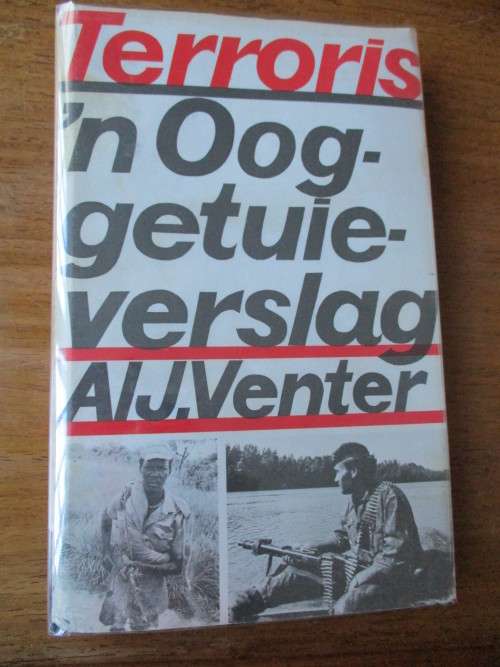 Terroris
'n Oog-
getuie-
verslag
Al J. Venter